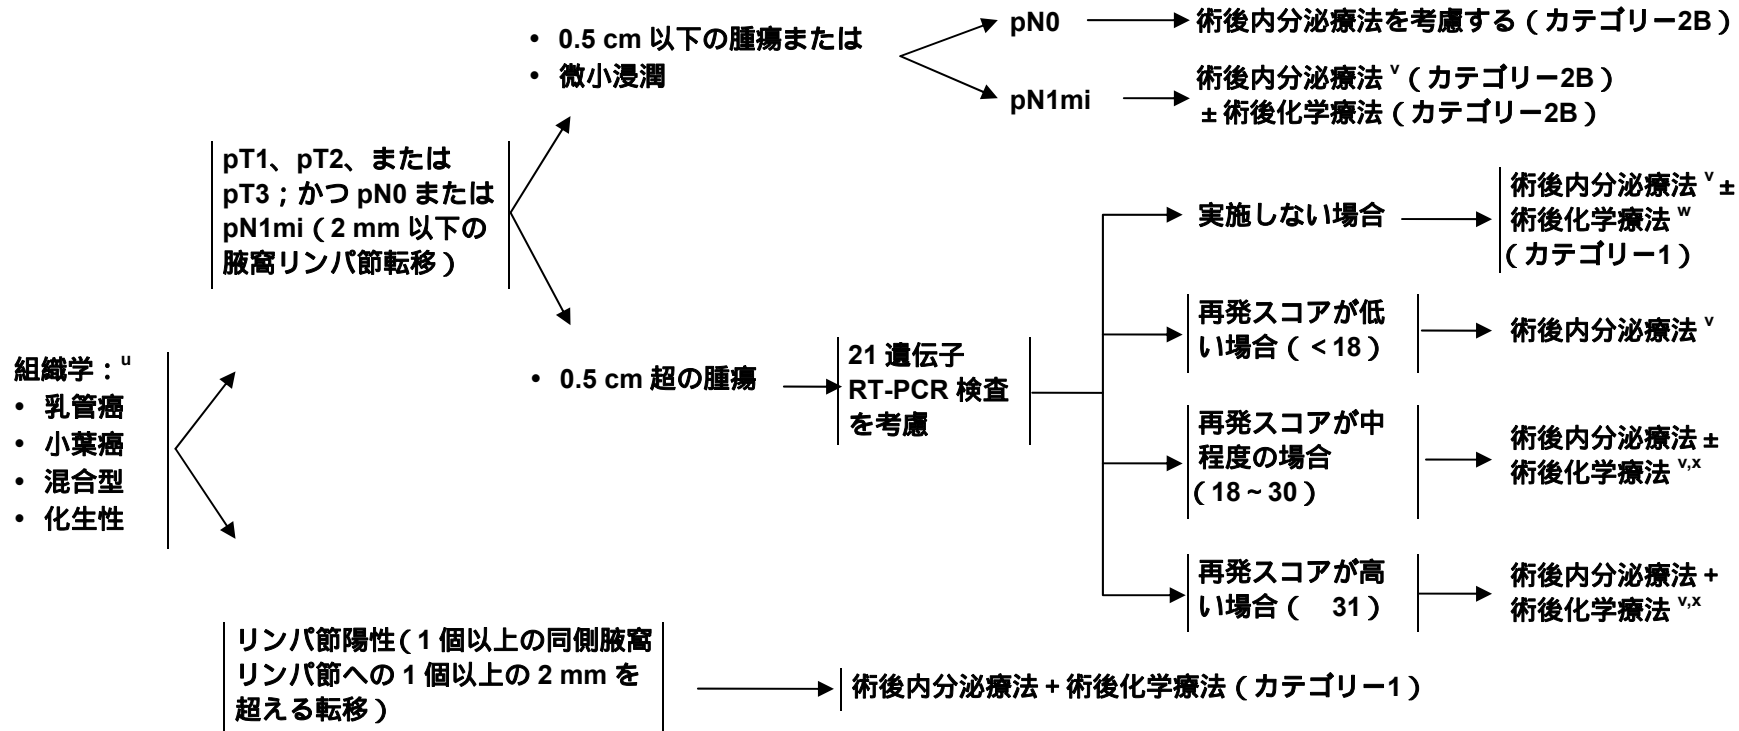 組織学：u
• 乳管癌
• 小葉癌
• 混合型
• 化生性
pT1、pT2、または
pT3；かつ pN0 または
pN1mi（2 mm 以下の
腋窩リンパ節転移）
• 0.5 cm 以下の腫瘍または
• 微小浸潤
pN0
術後内分泌療法を考慮する（カテゴリー2B）
pN1mi
術後内分泌療法 v（カテゴリー2B）
± 術後化学療法（カテゴリー2B）
• 0.5 cm 超の腫瘍
21 遺伝子
RT-PCR 検査
を考慮
実施しない場合
術後内分泌療法 v ±
術後化学療法 w
（カテゴリー1）
再発スコアが低
い場合（＜18）
術後内分泌療法 v
再発スコアが中
程度の場合
（18～30）
術後内分泌療法 ±
術後化学療法 v,x
再発スコアが高
い場合（　31）
術後内分泌療法 +
術後化学療法 v,x
リンパ節陽性（1 個以上の同側腋窩
リンパ節への 1 個以上の 2 mm を
超える転移）
術後内分泌療法 + 術後化学療法（カテゴリー1）